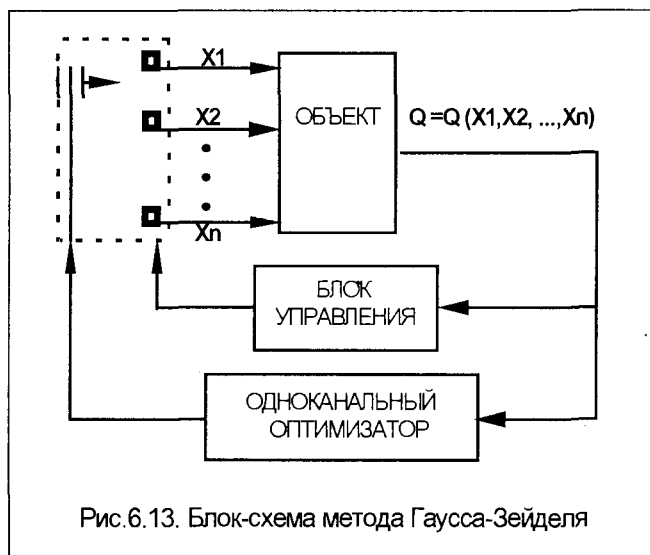 X1
X2
Xn
ОБЪЕКТ
Q =Q (X1,X2, ...,Xn)
БЛОК
УПРАВЛЕНИЯ
ОДНОКАНАЛЬНЫЙ
ОПТИМИЗАТОР
Рис.6.13. Блок-схема метода Гаусса-Зейделя